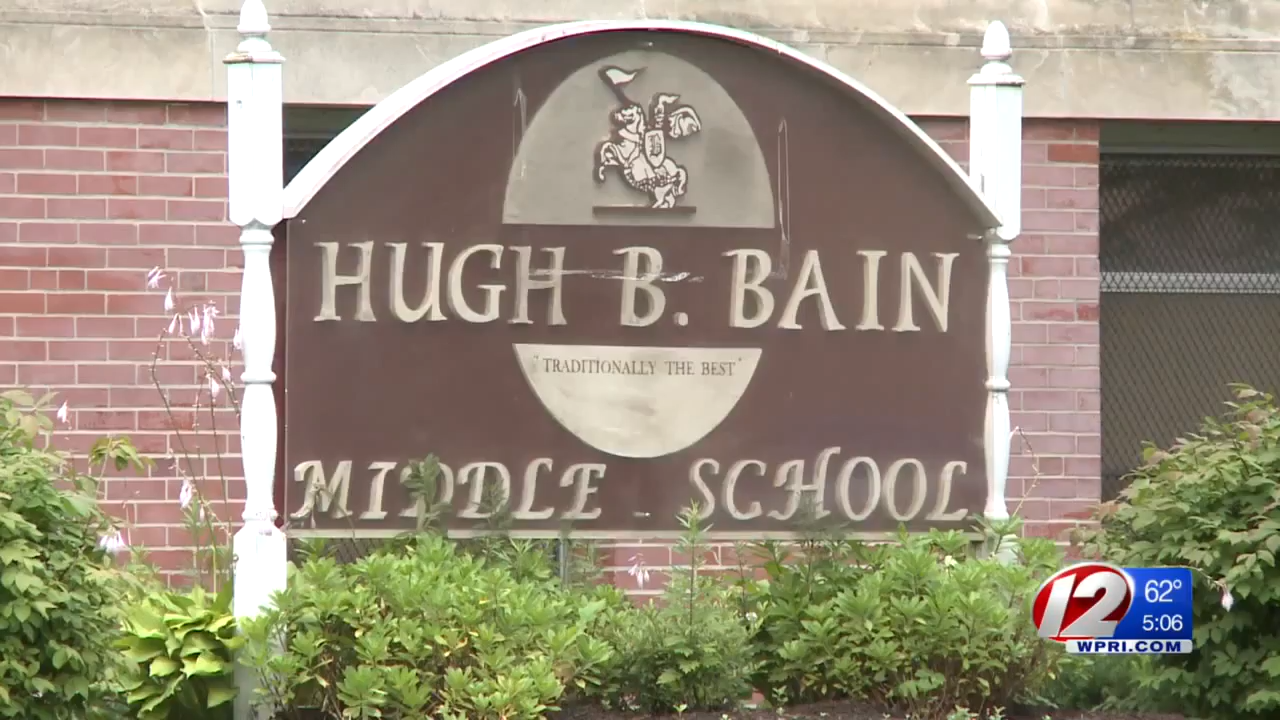 B
HUGH B. BAIN
"TRADITIONALLY THE BEST"
MIDDLE SCHOOL
12 62°
5:06
WPRI.COM